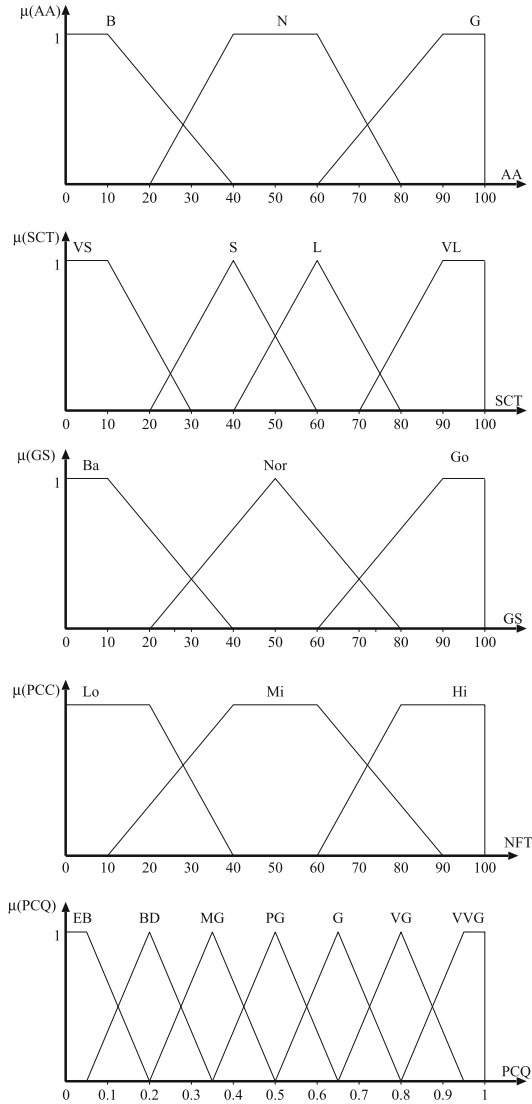 μ(AA)
B N G
1
0 10 20 30 40 50 60 70 80 90 100
AA
μ(SCT)
VS S L VL
1
0 10 20 30 40 50 60 70 80 90 100
SCT
μ(GS)
Ba Nor Go
1
0 10 20 30 40 50 60 70 80 90 100
GS
μ(PCC)
Lo Mi Hi
0 10 20 30 40 50 60 70 80 90 100
NFT
μ(PCQ)
EB BD MG PG G VG VVG
1
0 0.1 0.2 0.3 0.4 0.5 0.6 0.7 0.8 0.9 1
PCQ